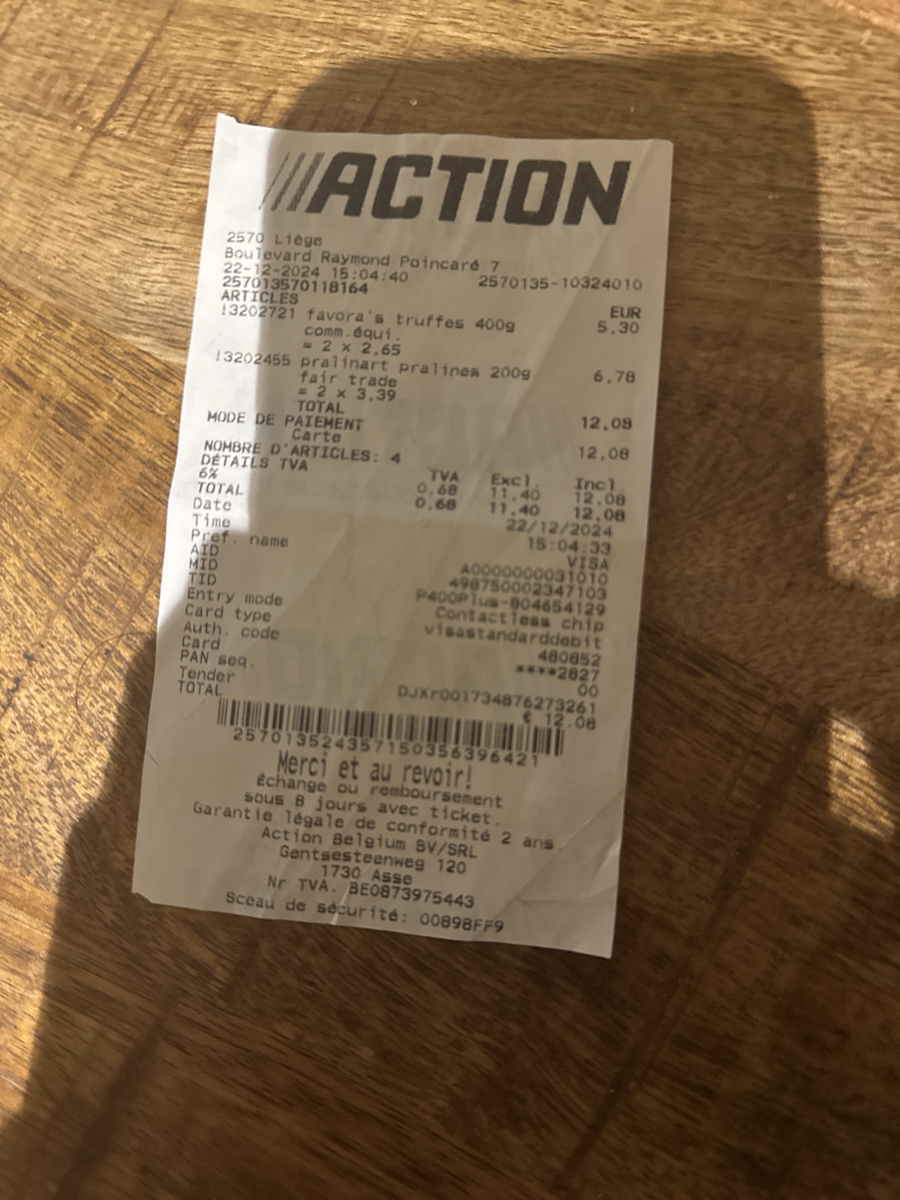 ///ACTION
2570 Liège
Boulevard Raymond Poincaré 7
22-12-2024 15:04:40 2570135-10324010
257013570118164
ARTICLES EUR
!3202721 favora's truffes 400g 5,30
comm.équi.
= 2 x 2,65
!3202455 pralinart pralines 200g 6,78
fair trade
= 2 x 3,39
TOTAL 12,08
MODE DE PAIEMENT
Carte 12,08
NOMBRE D'ARTICLES: 4
DÉTAILS TVA TVA Excl. Incl.
6% 0,68 11,40 12,08
TOTAL 0,68 11,40 12,08
Date 22/12/2024
Time 15:04:33
Pref. name VISA
AID A0000000031010
MID 498750002347103
TID P400Plus-804654129
Entry mode Contactless chip
Card type visastandarddebit
Auth. code 480852
Card ****2827
PAN seq. 00
Tender DJXr001734876273261
TOTAL € 12.08
257013524357150356396421
Merci et au revoir!
Échange ou remboursement
sous 8 jours avec ticket.
Garantie légale de conformité 2 ans.
Action Belgium BV/SRL
Gentsesteenweg 120
1730 Asse
Nr TVA. BE0873975443
Sceau de sécurité: 00898FF9